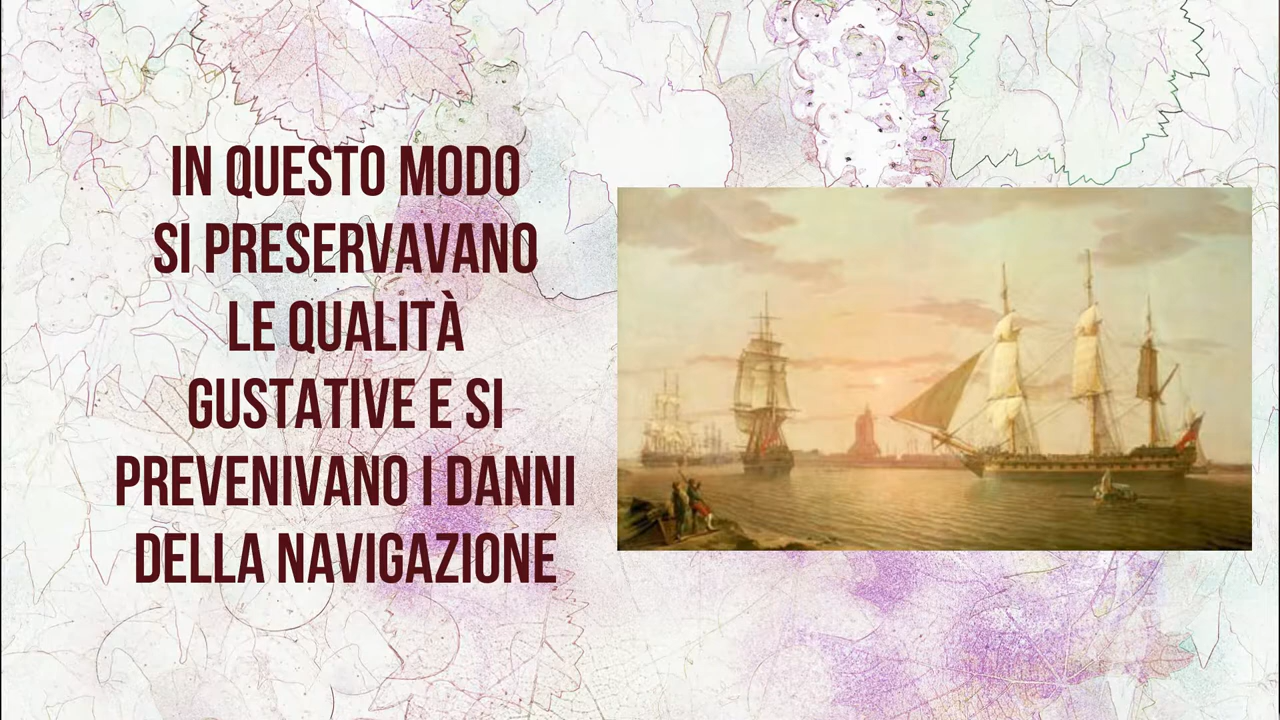 IN QUESTO MODO
SI PRESERVAVANO
LE QUALITÀ
GUSTATIVE E SI
PREVENIVANO I DANNI
DELLA NAVIGAZIONE